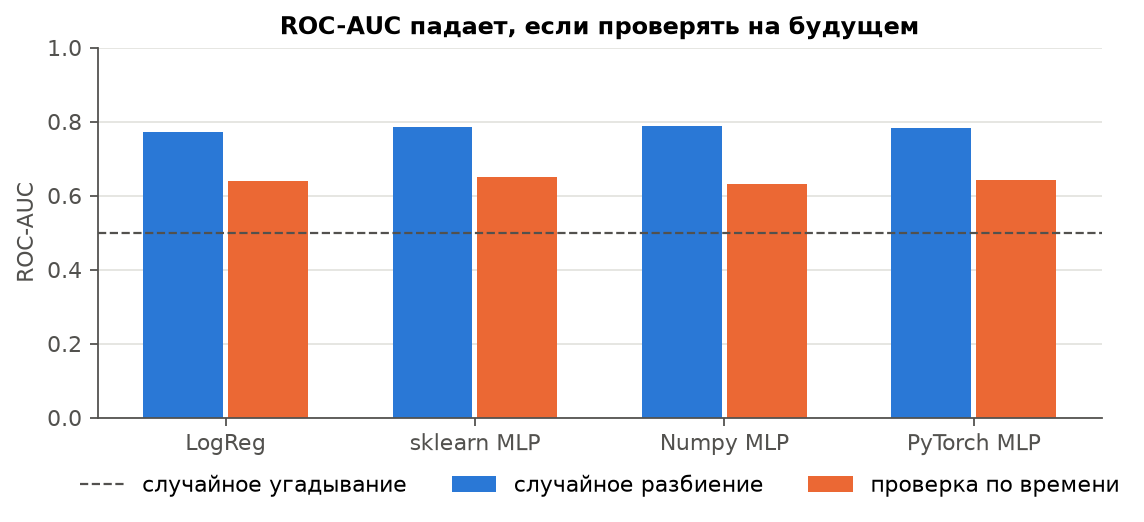 ROC-AUC падает, если проверять на будущем
1.0
0.8
0.6
0.4
0.2
0.0
ROC-AUC
LogReg
sklearn MLP
Numpy MLP
PyTorch MLP
случайное угадывание
случайное разбиение
проверка по времени